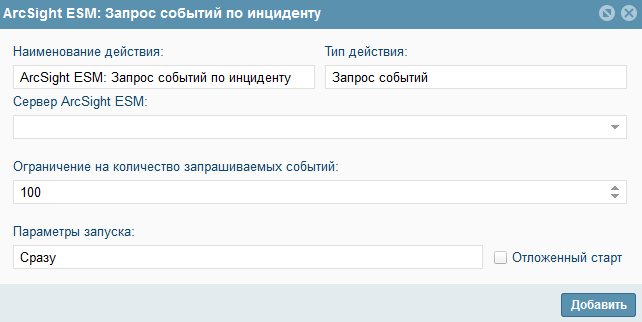 ArcSight ESM: Запрос событий по инциденту
Наименование действия:
Тип действия:
ArcSight ESM: Запрос событий по инциденту
Запрос событий
Сервер ArcSight ESM:
Ограничение на количество запрашиваемых событий:
100
Параметры запуска:
Сразу
Отложенный старт
Добавить